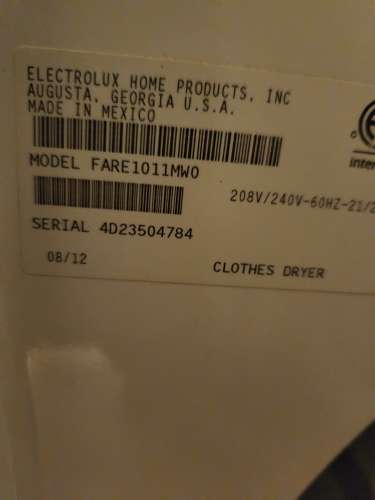 ELECTROLUX HOME PRODUCTS, INC
AUGUSTA, GEORGIA U.S.A.
MADE IN MEXICO
MODEL FARE1011MW0
208V/240V-60HZ-21/2
SERIAL 4D23504784
08/12
CLOTHES DRYER